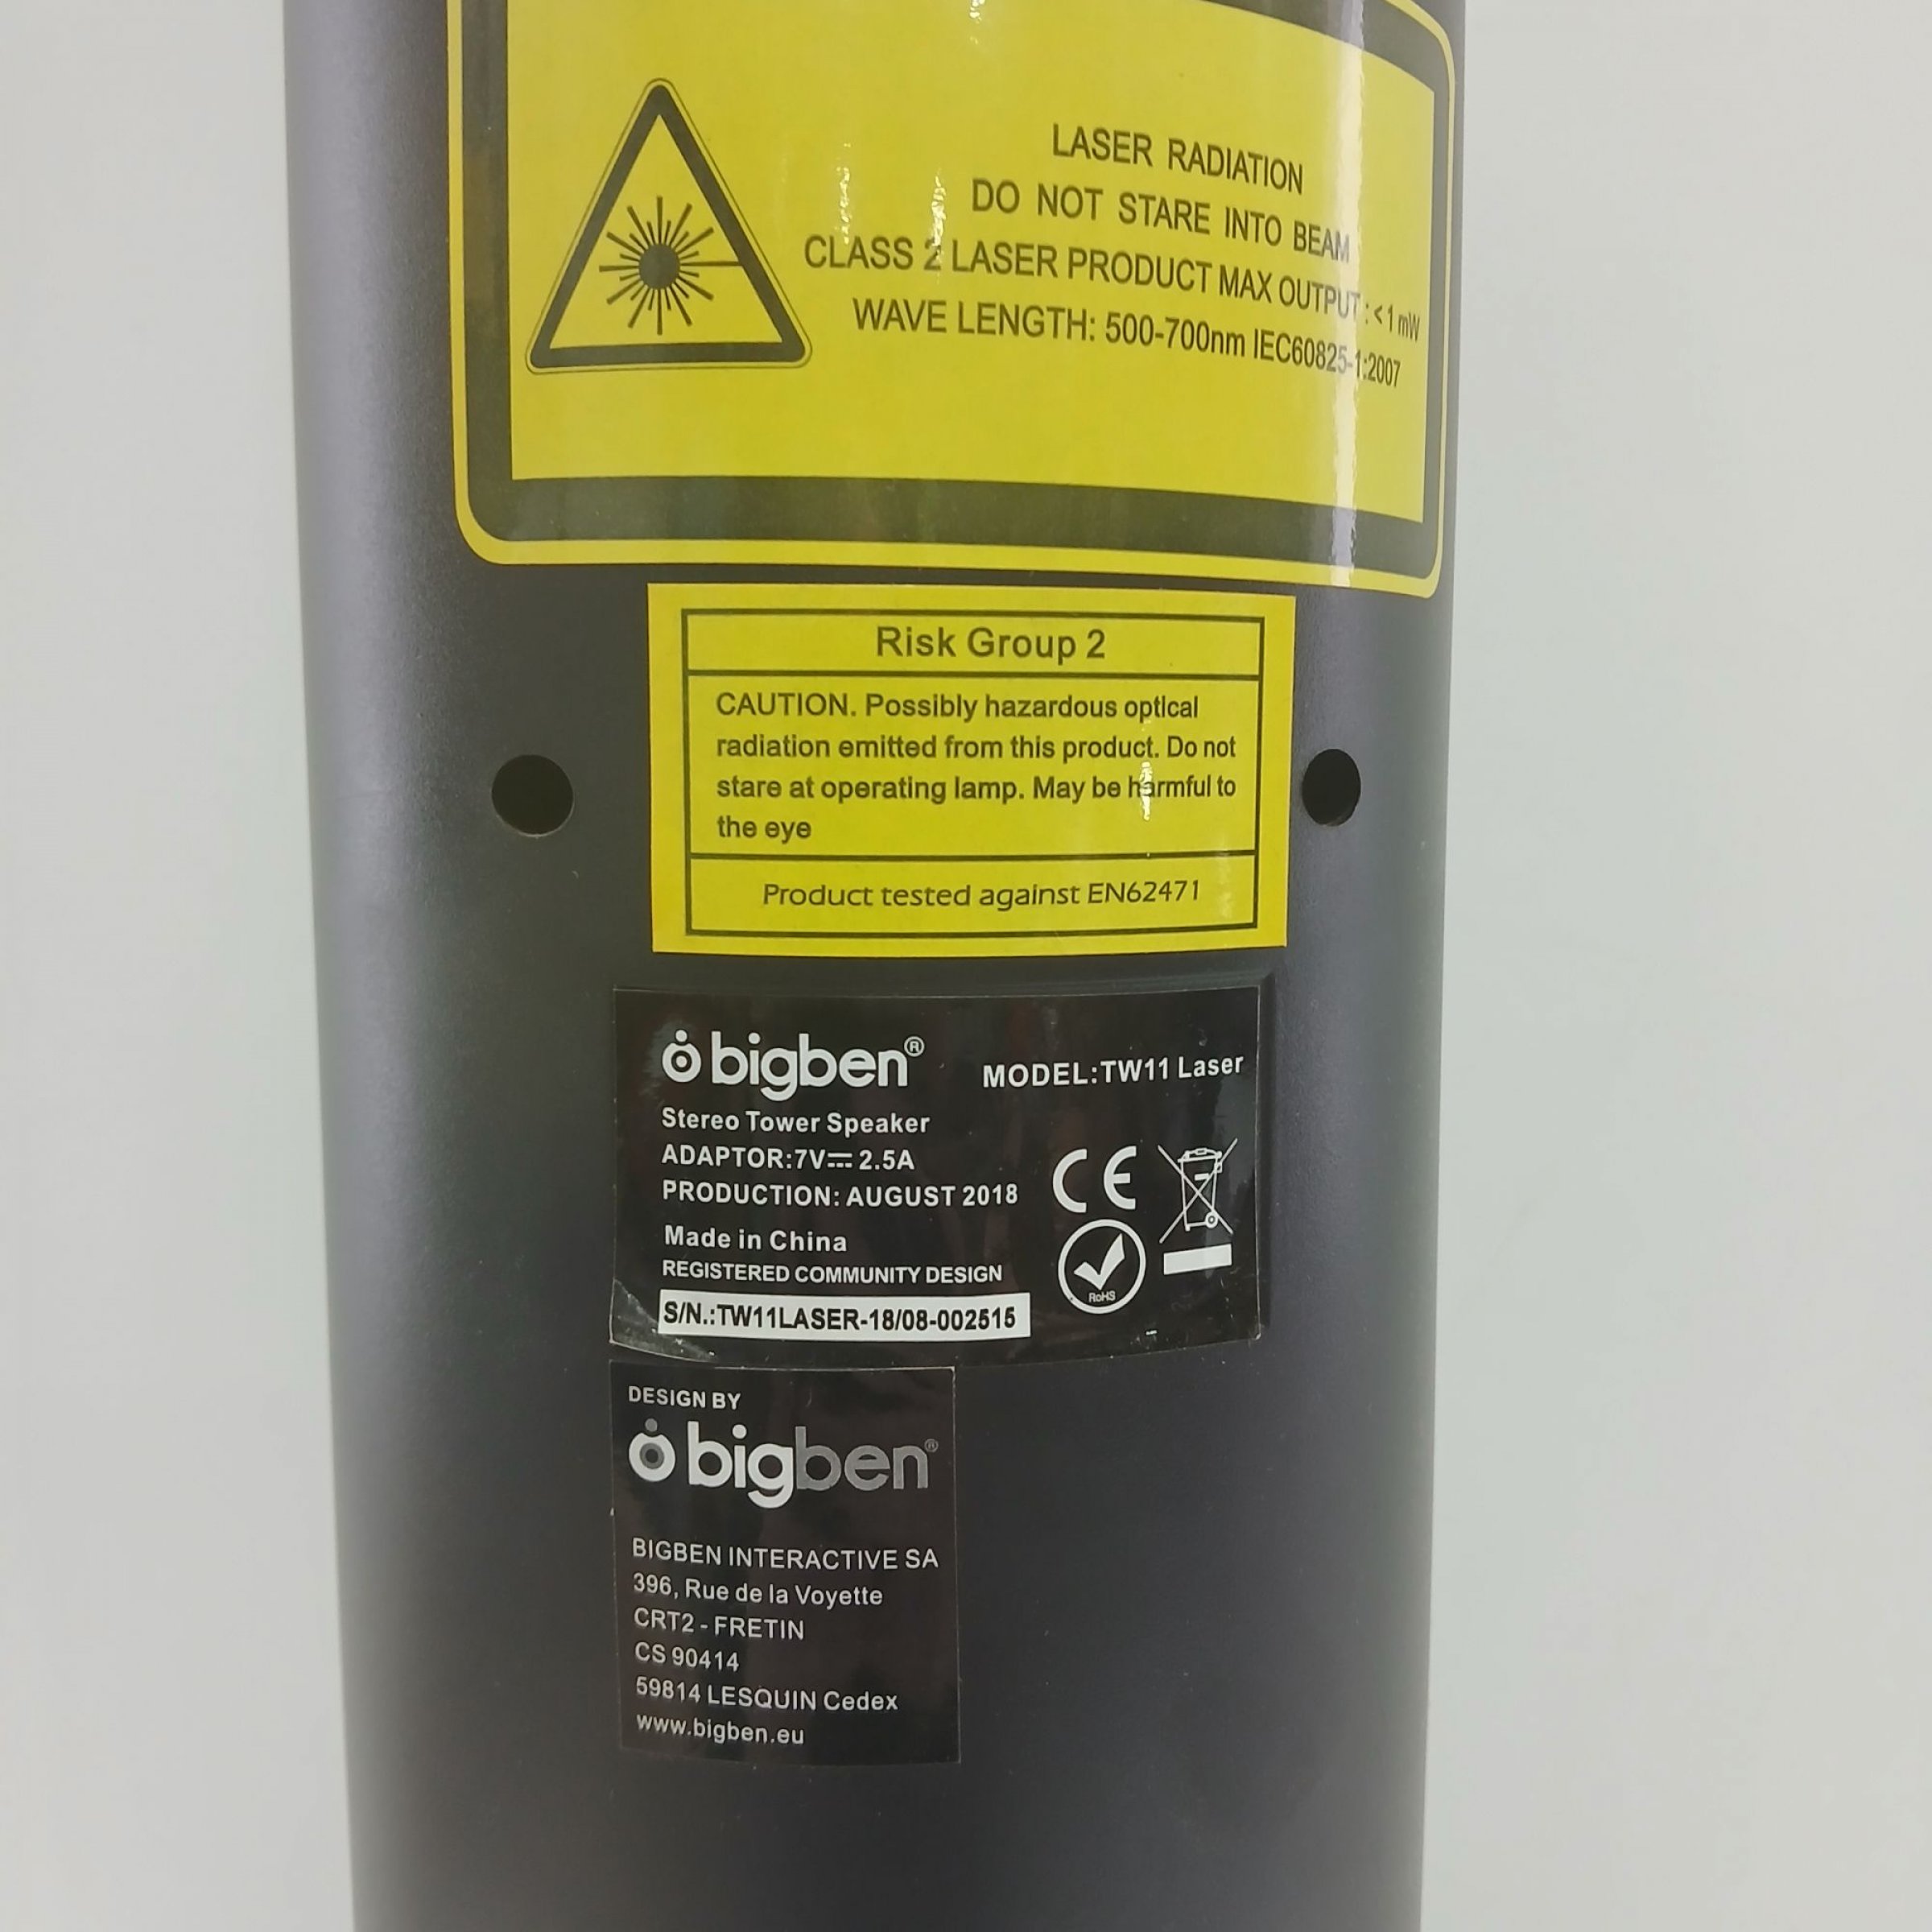 LASER RADIATION
DO NOT STARE INTO BEAM
CLASS 2 LASER PRODUCT MAX OUTPUT : < 1 mW
WAVE LENGTH: 500-700nm IEC60825-1:2007
Risk Group 2
CAUTION. Possibly hazardous optical
radiation emitted from this product. Do not
stare at operating lamp. May be harmful to
the eye
Product tested against EN62471
bigben®
MODEL:TW11 Laser
Stereo Tower Speaker
ADAPTOR:7V⎓ 2.5A
PRODUCTION: AUGUST 2018
CE
Made in China
REGISTERED COMMUNITY DESIGN
RoHS
S/N.:TW11LASER-18/08-002515
DESIGN BY
bigben®
BIGBEN INTERACTIVE SA
396, Rue de la Voyette
CRT2 - FRETIN
CS 90414
59814 LESQUIN Cedex
www.bigben.eu